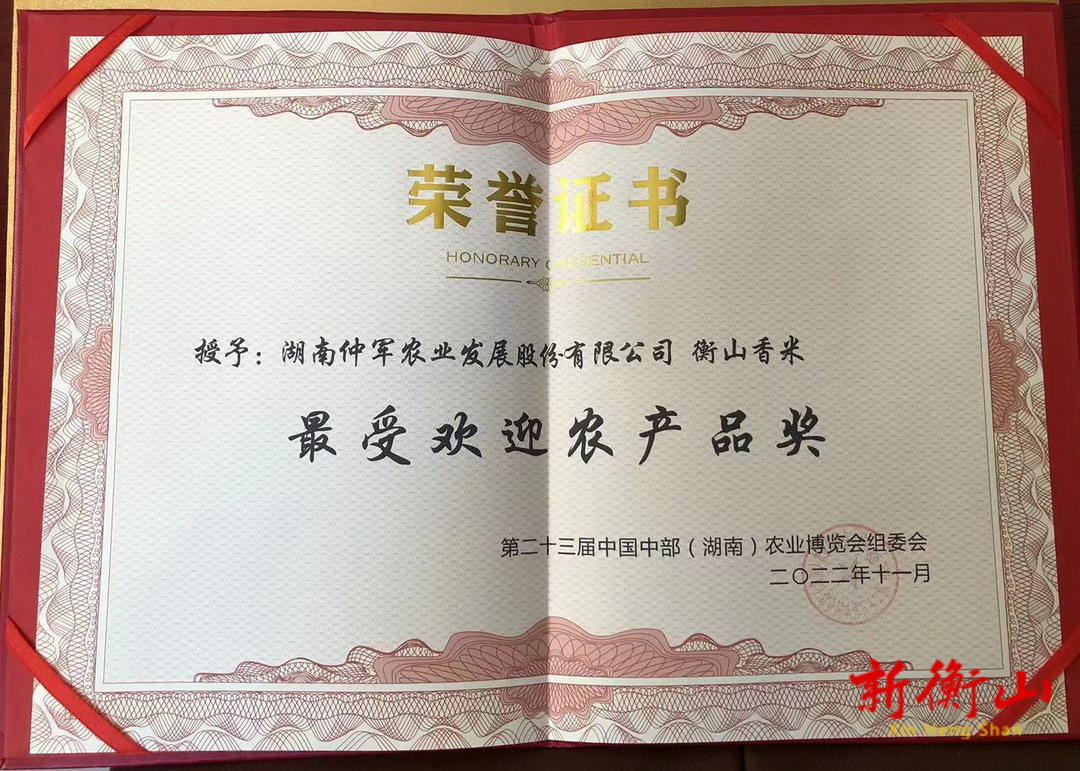 荣誉证书
HONORARY CREDENTIAL
授予：湖南仲军农业发展股份有限公司 衡山香米
最受欢迎农产品奖
第二十三届中国中部（湖南）农业博览会组委会
二〇二二年十一月
新衡山
Xin Heng Shan